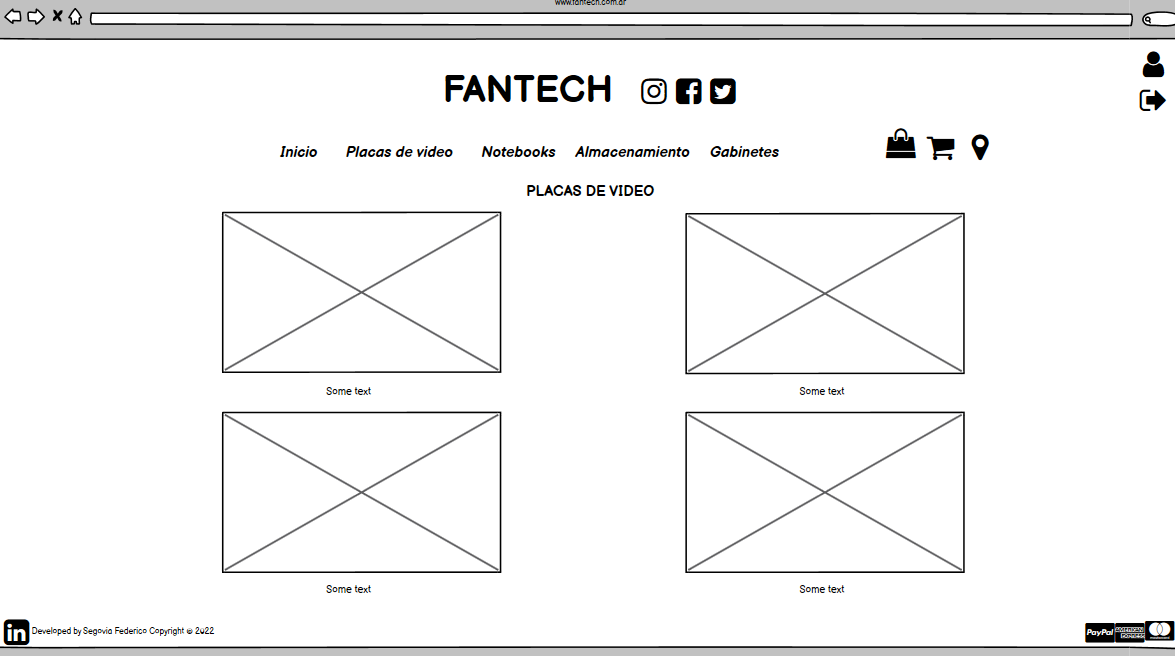 www.fantech.com.ar
FANTECH
Inicio Placas de video Notebooks Almacenamiento Gabinetes
PLACAS DE VIDEO
Some text Some text
Some text Some text
in Developed by Segovia Federico Copyright © 2022
PayPal AMERICAN EXPRESS